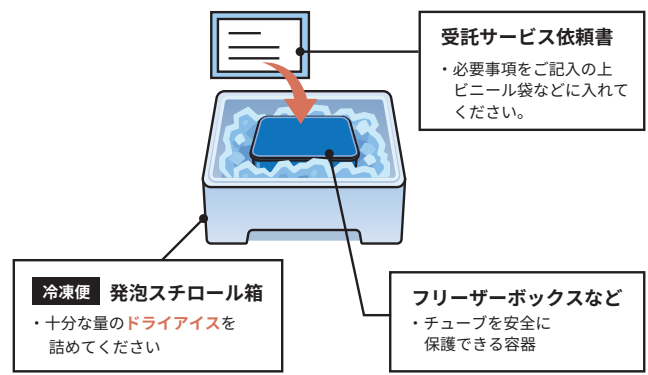 受託サービス依頼書
・必要事項をご記入の上
ビニール袋などに入れて
ください。
冷凍便 発泡スチロール箱
・十分な量のドライアイスを
詰めてください
フリーザーボックスなど
・チューブを安全に
保護できる容器